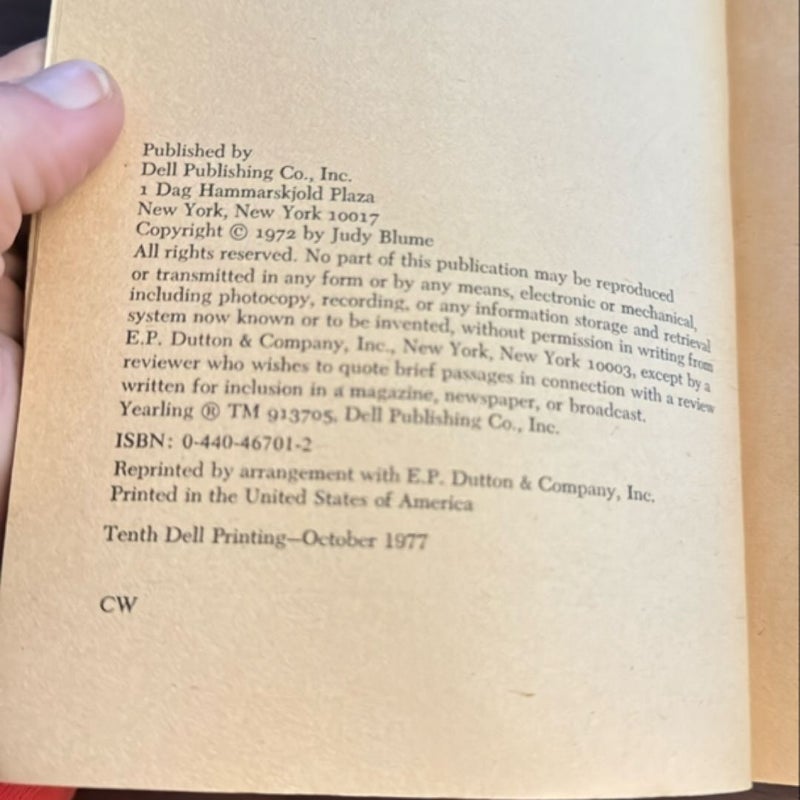 Published by
Dell Publishing Co., Inc.
1 Dag Hammarskjold Plaza
New York, New York 10017
Copyright © 1972 by Judy Blume
All rights reserved. No part of this publication may be reproduced
or transmitted in any form or by any means, electronic or mechanical,
including photocopy, recording, or any information storage and retrieval
system now known or to be invented, without permission in writing from
E.P. Dutton & Company, Inc., New York, New York 10003, except by a
reviewer who wishes to quote brief passages in connection with a review
written for inclusion in a magazine, newspaper, or broadcast.
Yearling ® TM 913705, Dell Publishing Co., Inc.
ISBN: 0-440-46701-2
Reprinted by arrangement with E.P. Dutton & Company, Inc.
Printed in the United States of America
Tenth Dell Printing—October 1977
CW